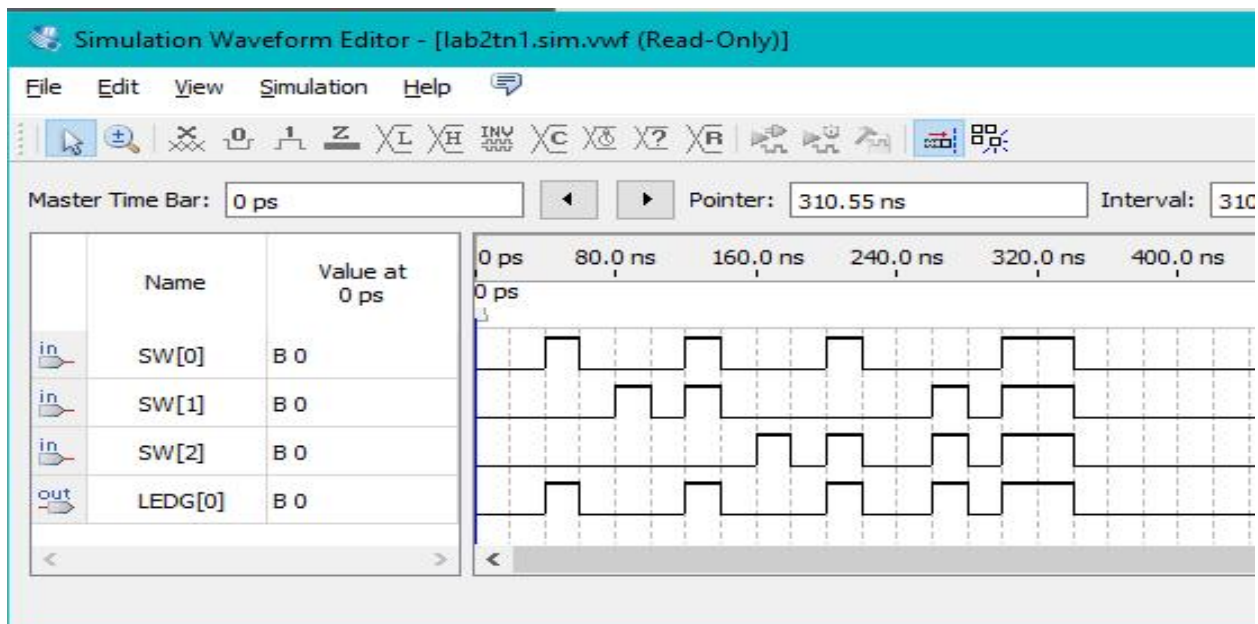 Simulation Waveform Editor - [lab2tn1.sim.vwf (Read-Only)]
File Edit View Simulation Help
0 1 Z L H INV C ? R
Master Time Bar: 0 ps Pointer: 310.55 ns Interval: 310
Name Value at 0 ps 0 ps 80.0 ns 160.0 ns 240.0 ns 320.0 ns 400.0 ns
0 ps
in SW[0] B 0
in SW[1] B 0
in SW[2] B 0
out LEDG[0] B 0